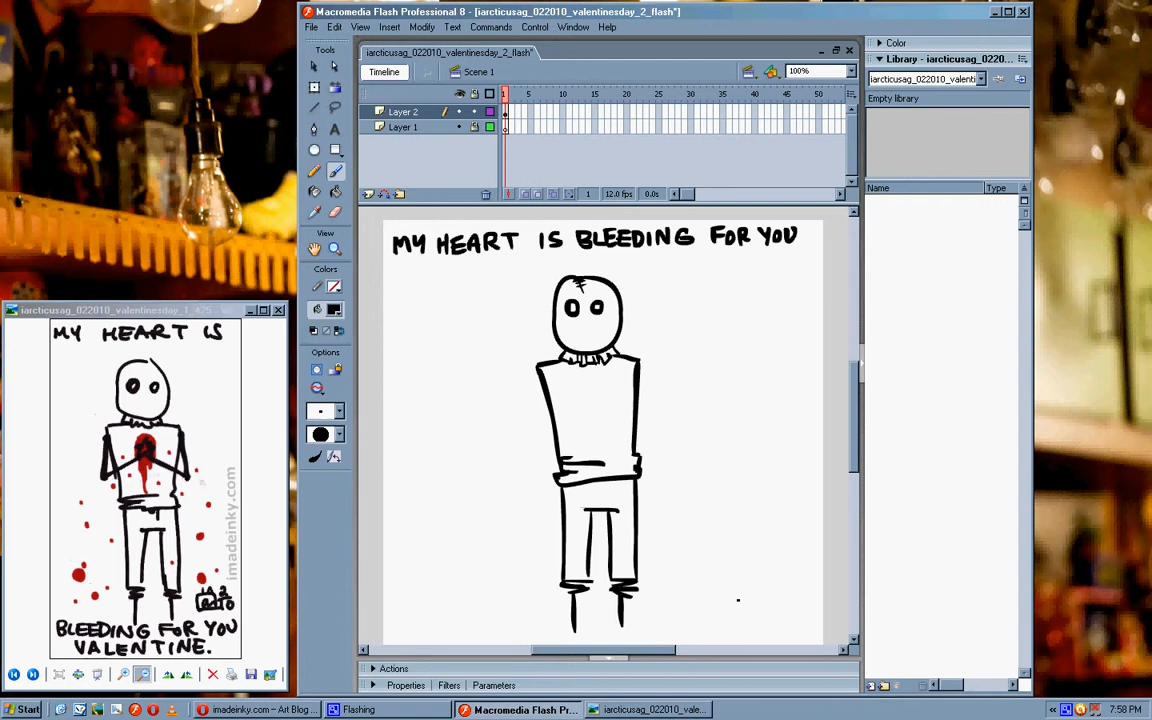 Macromedia Flash Professional 8 - [iarcticusag_022010_valentinesday_2_flash*]
File Edit View Insert Modify Text Commands Control Window Help
Tools
View
Colors
Options
iarcticusag_022010_valentinesday_2_flash*
Timeline
Scene 1
100%
1 5 10 15 20 25 30 35 40 45 50
Layer 2
Layer 1
1 12.0 fps 0.0s
MY HEART IS BLEEDING FOR YOU
Actions
Properties Filters Parameters
Color
Library - iarcticusag_0220...
iarcticusag_022010_valenti
Empty library
Name Type
iarcticusag_022010_valentinesday_1_425
MY HEART IS
imadeinky.com
BLEEDING FOR YOU
VALENTINE.
Start
imadeinky.com – Art Blog ...
Flashing
Macromedia Flash Pr...
iarcticusag_022010_vale...
7:58 PM